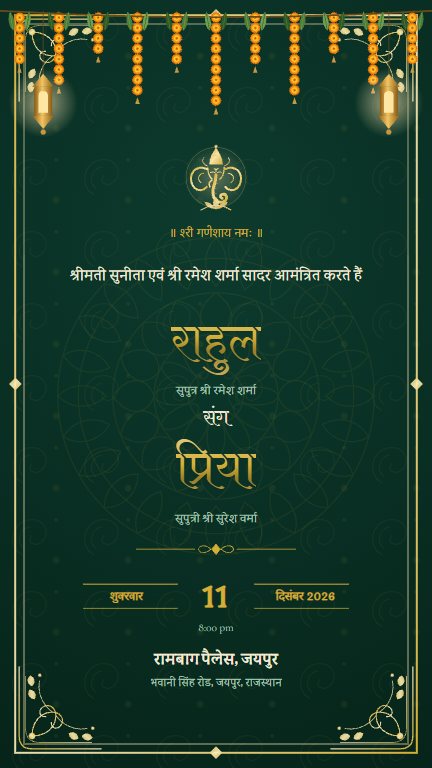 ॥ श्री गणेशाय नमः ॥
श्रीमती सुनीता एवं श्री रमेश शर्मा सादर आमंत्रित करते हैं
राहुल
सुपुत्र श्री रमेश शर्मा
संग
प्रिया
सुपुत्री श्री सुरेश वर्मा
शुक्रवार 11 दिसंबर 2026
8:00 pm
रामबाग पैलेस, जयपुर
भवानी सिंह रोड, जयपुर, राजस्थान